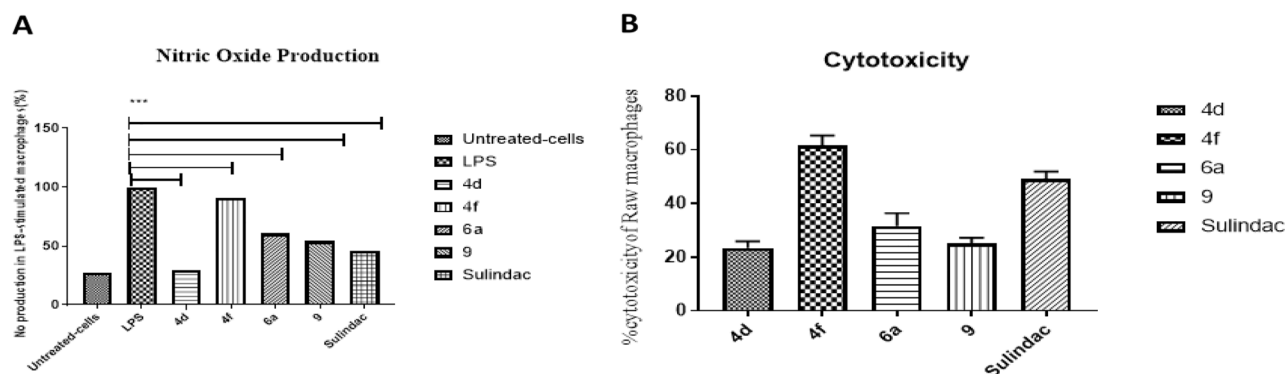 A
Nitric Oxide Production
No production in LPS-stimulated macrophages(%)
***
150
100
50
0
Untreated-cells
LPS
4d
4f
6a
9
Sulindac
Untreated-cells
LPS
4d
4f
6a
9
Sulindac
B
Cytotoxicity
%cytotoxicity of Raw macrophages
80
60
40
20
0
4d
4f
6a
9
Sulindac
4d
4f
6a
9
Sulindac